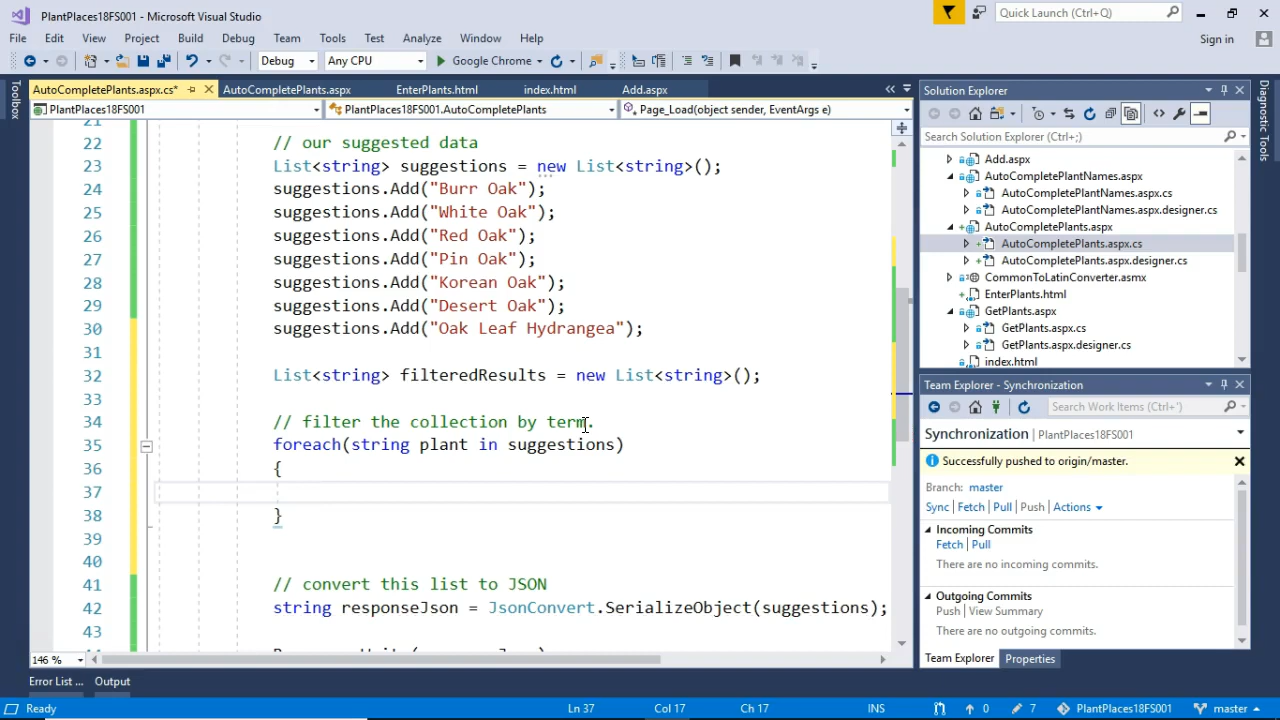 PlantPlaces18FS001 - Microsoft Visual Studio
Quick Launch (Ctrl+Q)
File Edit View Project Build Debug Team Tools Test Analyze Window Help
Sign in
Debug Any CPU Google Chrome
Toolbox
AutoCompletePlants.aspx.cs* AutoCompletePlants.aspx EnterPlants.html index.html Add.aspx
PlantPlaces18FS001 PlantPlaces18FS001.AutoCompletePlants Page_Load(object sender, EventArgs e)
21
22 // our suggested data
23 List<string> suggestions = new List<string>();
24 suggestions.Add("Burr Oak");
25 suggestions.Add("White Oak");
26 suggestions.Add("Red Oak");
27 suggestions.Add("Pin Oak");
28 suggestions.Add("Korean Oak");
29 suggestions.Add("Desert Oak");
30 suggestions.Add("Oak Leaf Hydrangea");
31
32 List<string> filteredResults = new List<string>();
33
34 // filter the collection by term.
35 foreach(string plant in suggestions)
36 {
37
38 }
39
40
41 // convert this list to JSON
42 string responseJson = JsonConvert.SerializeObject(suggestions);
43
146 %
Solution Explorer
Search Solution Explorer (Ctrl+;)
Add.aspx
AutoCompletePlantNames.aspx
AutoCompletePlantNames.aspx.cs
AutoCompletePlantNames.aspx.designer.cs
AutoCompletePlants.aspx
AutoCompletePlants.aspx.cs
AutoCompletePlants.aspx.designer.cs
CommonToLatinConverter.asmx
EnterPlants.html
GetPlants.aspx
GetPlants.aspx.cs
GetPlants.aspx.designer.cs
index.html
Team Explorer - Synchronization
Search Work Items (Ctrl+')
Synchronization | PlantPlaces18FS001
Successfully pushed to origin/master.
Branch: master
Sync | Fetch | Pull | Push | Actions
Incoming Commits
Fetch | Pull
There are no incoming commits.
Outgoing Commits
Push | View Summary
There are no outgoing commits.
Team Explorer Properties
Diagnostic Tools
Error List ... Output
Ready Ln 37 Col 17 Ch 17 INS 0 7 PlantPlaces18FS001 master